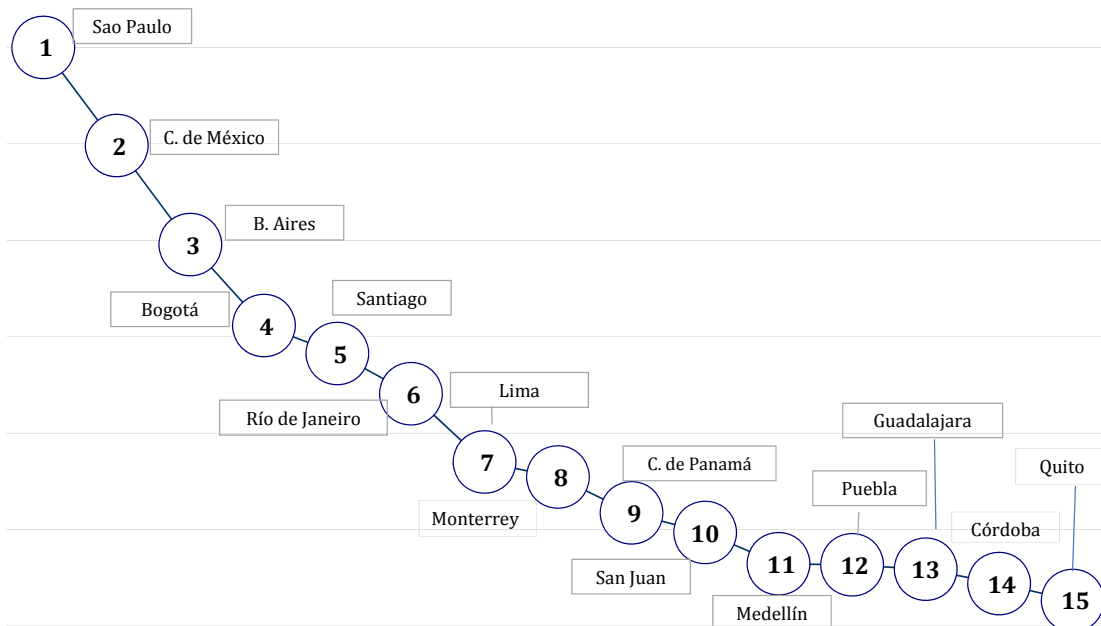 Sao Paulo
1
C. de México
2
B. Aires
3
Bogotá
4
Santiago
5
Río de Janeiro
6
Lima
7
Monterrey
8
C. de Panamá
9
San Juan
10
Medellín
11
Puebla
12
Guadalajara
13
Córdoba
14
Quito
15